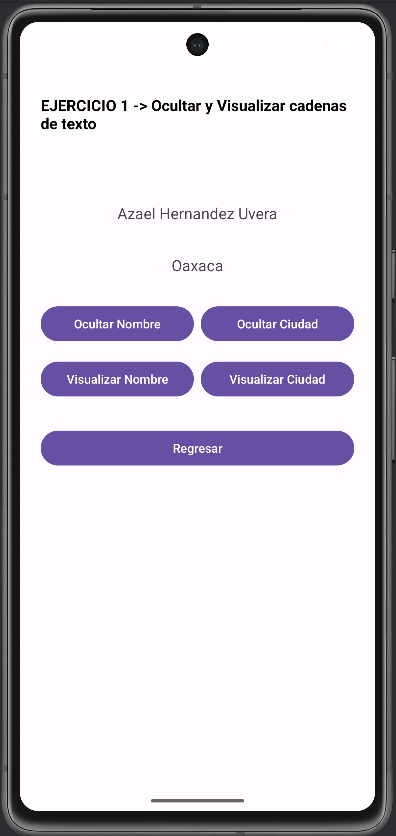 EJERCICIO 1 -> Ocultar y Visualizar cadenas
de texto
Azael Hernandez Uvera
Oaxaca
Ocultar Nombre
Ocultar Ciudad
Visualizar Nombre
Visualizar Ciudad
Regresar